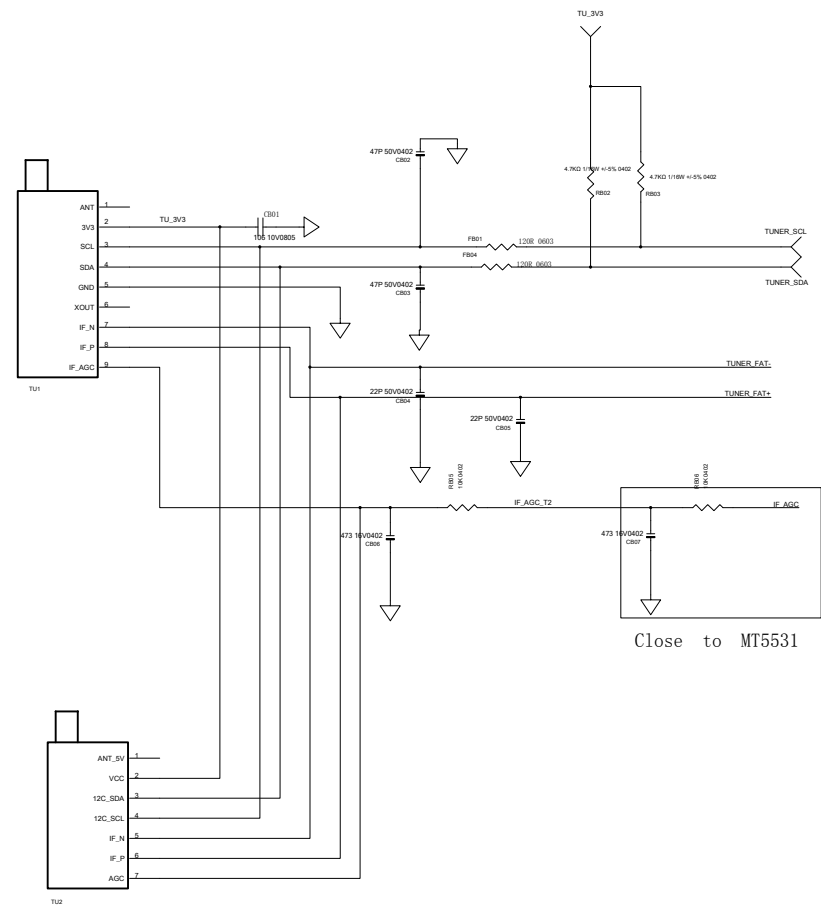 TU_3V3
47P 50V0402
CB02
4.7KΩ 1/16W +/-5% 0402
RB02
4.7KΩ 1/16W +/-5% 0402
RB03
ANT 1
3V3 2
TU_3V3
CB01
105 10V0805
SCL 3
FB01
120R 0603
TUNER_SCL
SDA 4
FB04
120R 0603
TUNER_SDA
GND 5
47P 50V0402
CB03
XOUT 6
IF_N 7
IF_P 8
IF_AGC 9
TU1
TUNER_FAT-
22P 50V0402
CB04
TUNER_FAT+
22P 50V0402
CB05
RB05
10K0402
IF_AGC_T2
RB06
10K0402
IF_AGC
473 16V0402
CB06
473 16V0402
CB07
Close to MT5531
ANT_5V 1
VCC 2
12C_SDA 3
12C_SCL 4
IF_N 5
IF_P 6
AGC 7
TU2